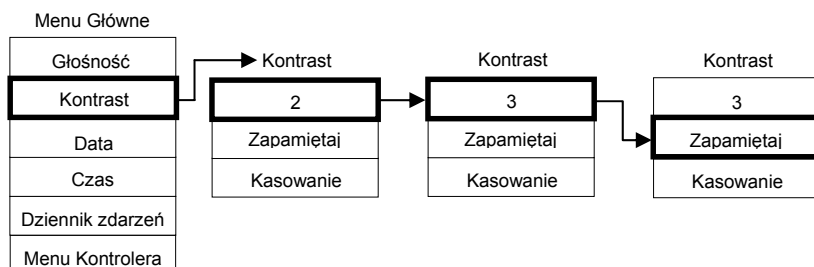 Menu Główne
Głośność
Kontrast
Data
Czas
Dziennik zdarzeń
Menu Kontrolera
Kontrast
2
Zapamiętaj
Kasowanie
Kontrast
3
Zapamiętaj
Kasowanie
Kontrast
3
Zapamiętaj
Kasowanie